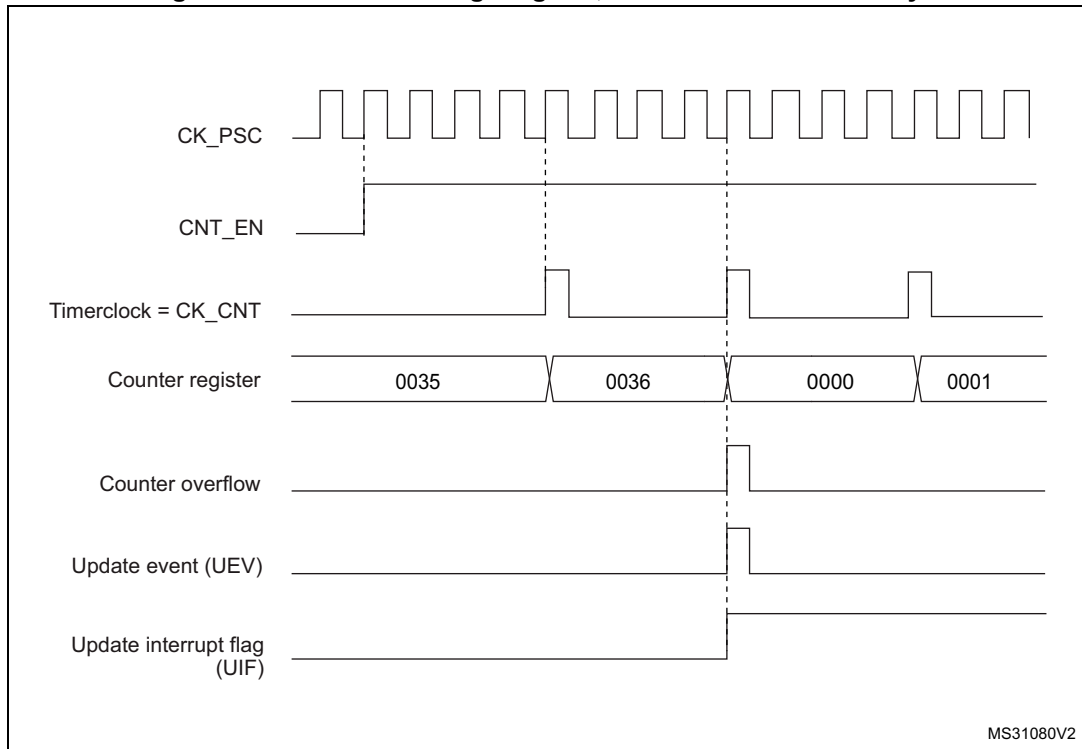 CK_PSC
CNT_EN
Timerclock = CK_CNT
Counter register
0035
0036
0000
0001
Counter overflow
Update event (UEV)
Update interrupt flag
(UIF)
MS31080V2